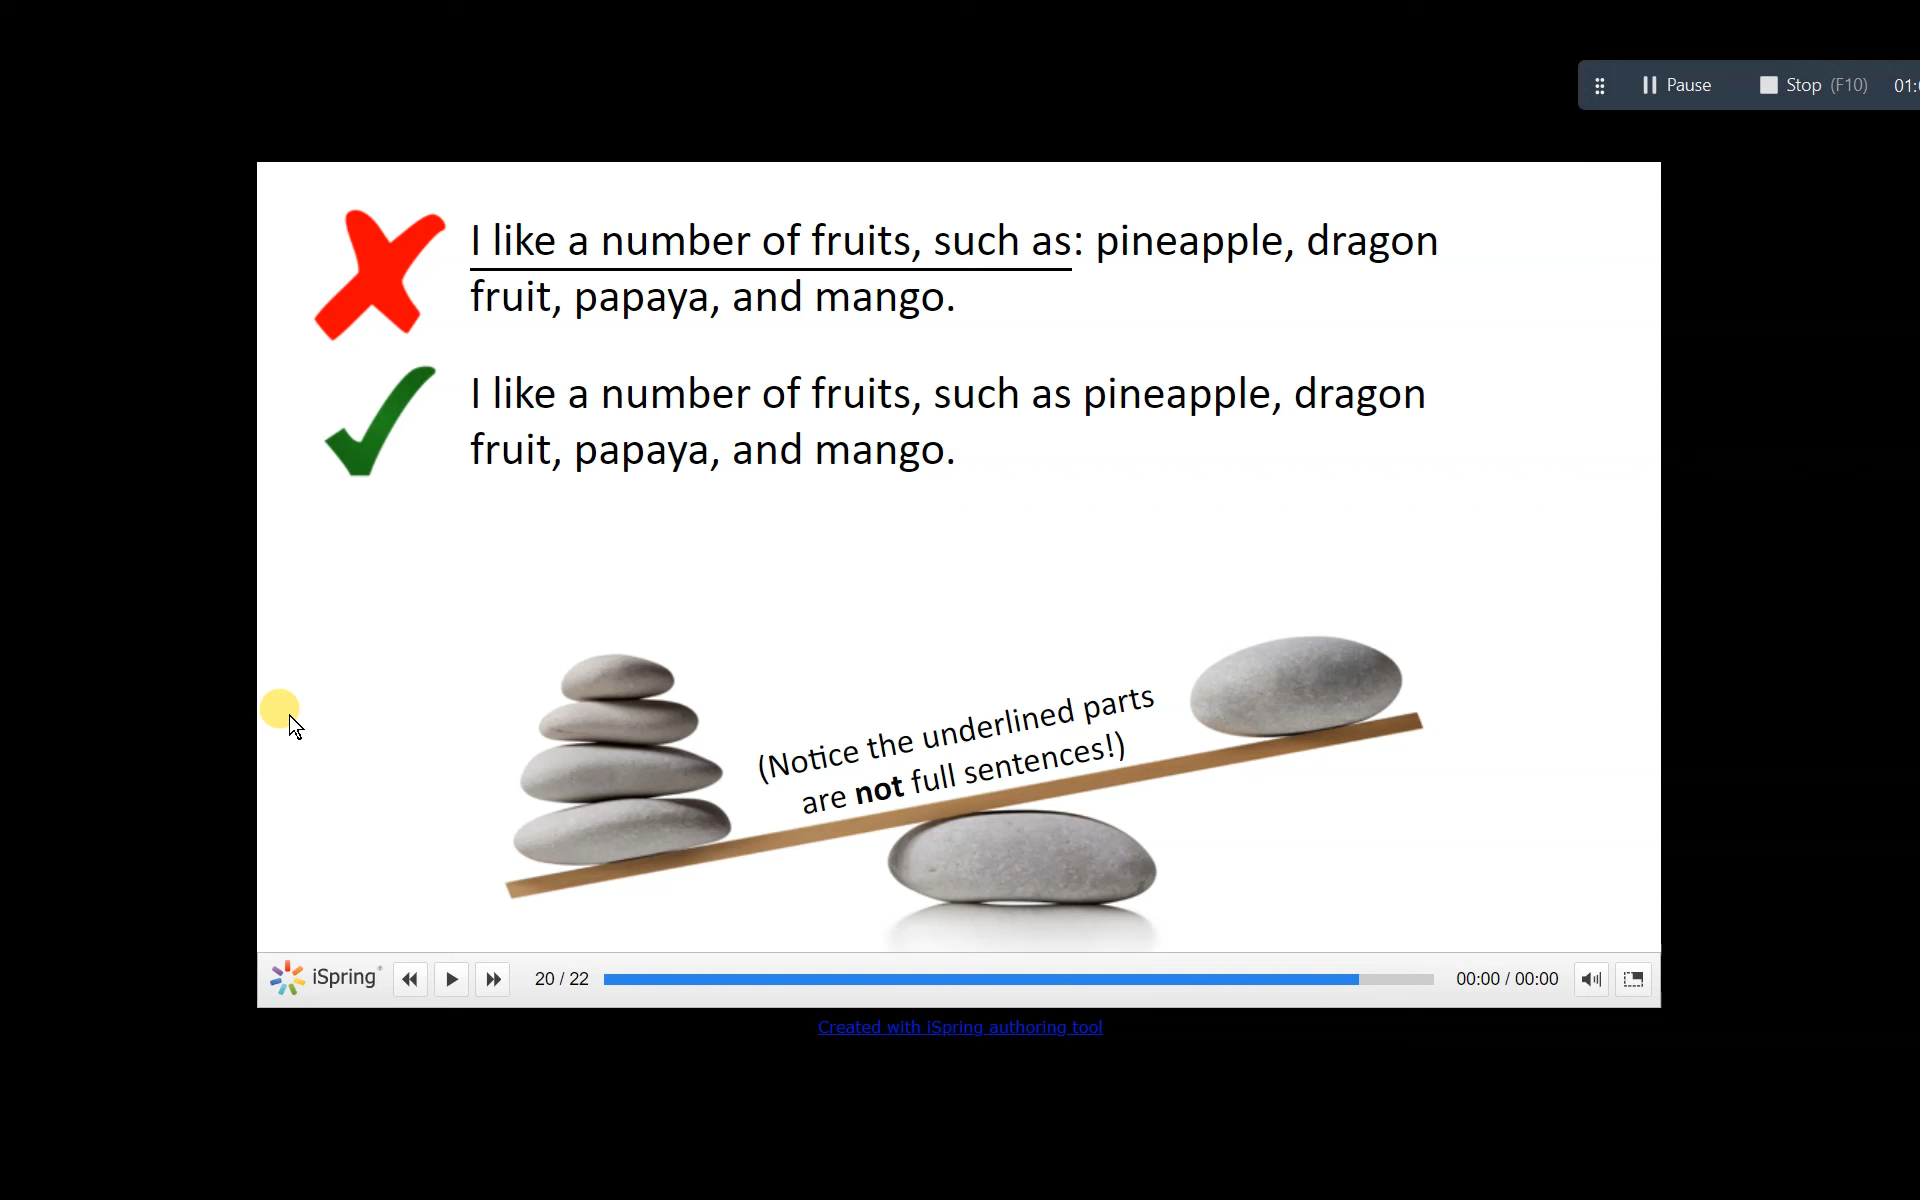 Pause
Stop (F10)
01:
I like a number of fruits, such as: pineapple, dragon
fruit, papaya, and mango.
I like a number of fruits, such as pineapple, dragon
fruit, papaya, and mango.
(Notice the underlined parts
are not full sentences!)
iSpring®
20 / 22
00:00 / 00:00
Created with iSpring authoring tool